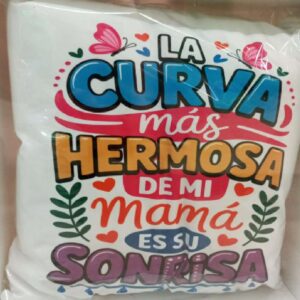 LA
CURVA
más
HERMOSA
DE MI
Mamá
ES SU
SONRISA